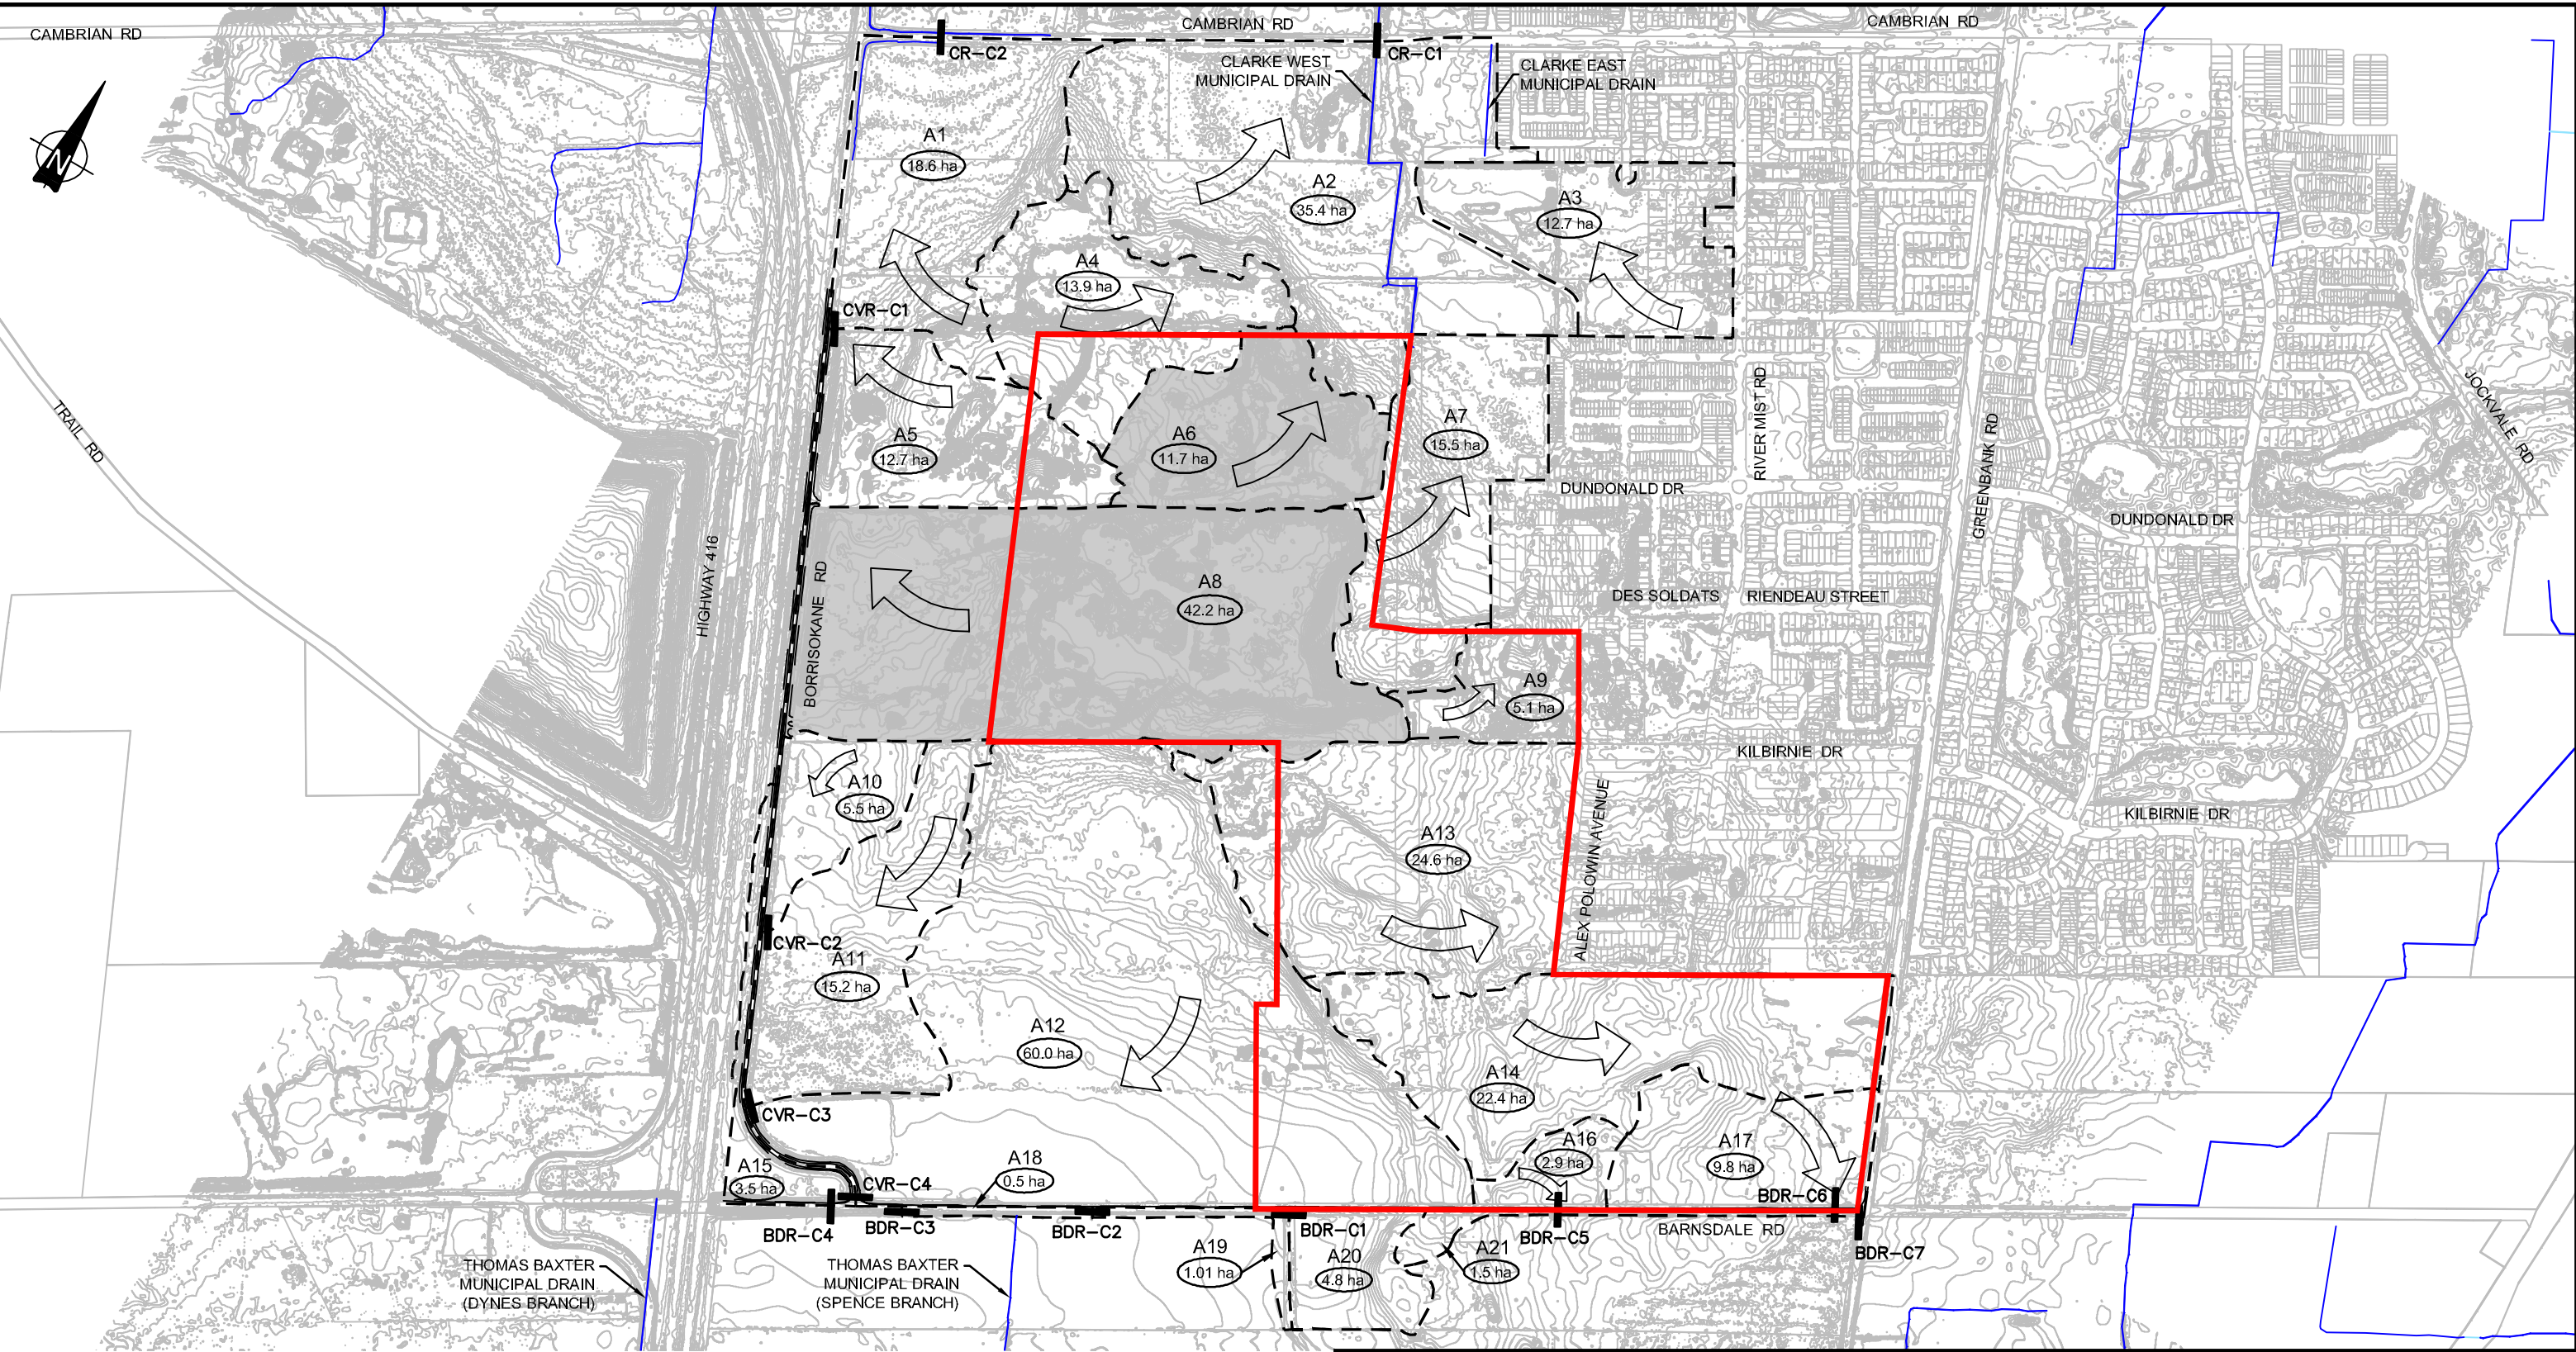 CAMBRIAN RD
CAMBRIAN RD
CAMBRIAN RD
CR-C2
CR-C1
CLARKE WEST
MUNICIPAL DRAIN
CLARKE EAST
MUNICIPAL DRAIN
N
A1
18.6 ha
A2
35.4 ha
A3
12.7 ha
A4
13.9 ha
CVR-C1
A5
12.7 ha
A6
11.7 ha
A7
15.5 ha
TRAIL RD
RIVER MIST RD
GREENBANK RD
JOCKVALE RD
DUNDONALD DR
DUNDONALD DR
HIGHWAY 416
BORRISOKANE RD
A8
42.2 ha
DES SOLDATS RIENDEAU STREET
A9
5.1 ha
KILBIRNIE DR
A10
5.5 ha
ALEX POLOWIN AVENUE
KILBIRNIE DR
A13
24.6 ha
CVR-C2
A11
15.2 ha
A12
60.0 ha
A14
22.4 ha
CVR-C3
A16
2.9 ha
A17
9.8 ha
A15
3.5 ha
A18
0.5 ha
CVR-C4
BDR-C6
BDR-C4
BDR-C3
BDR-C2
BDR-C1
BDR-C5
BARNSDALE RD
BDR-C7
A19
1.01 ha
A20
4.8 ha
A21
1.5 ha
THOMAS BAXTER
MUNICIPAL DRAIN
(DYNES BRANCH)
THOMAS BAXTER
MUNICIPAL DRAIN
(SPENCE BRANCH)